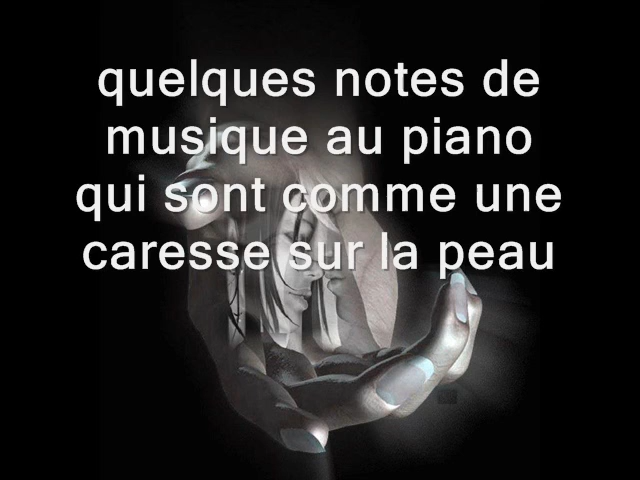 quelques notes de
musique au piano
qui sont comme une
caresse sur la peau